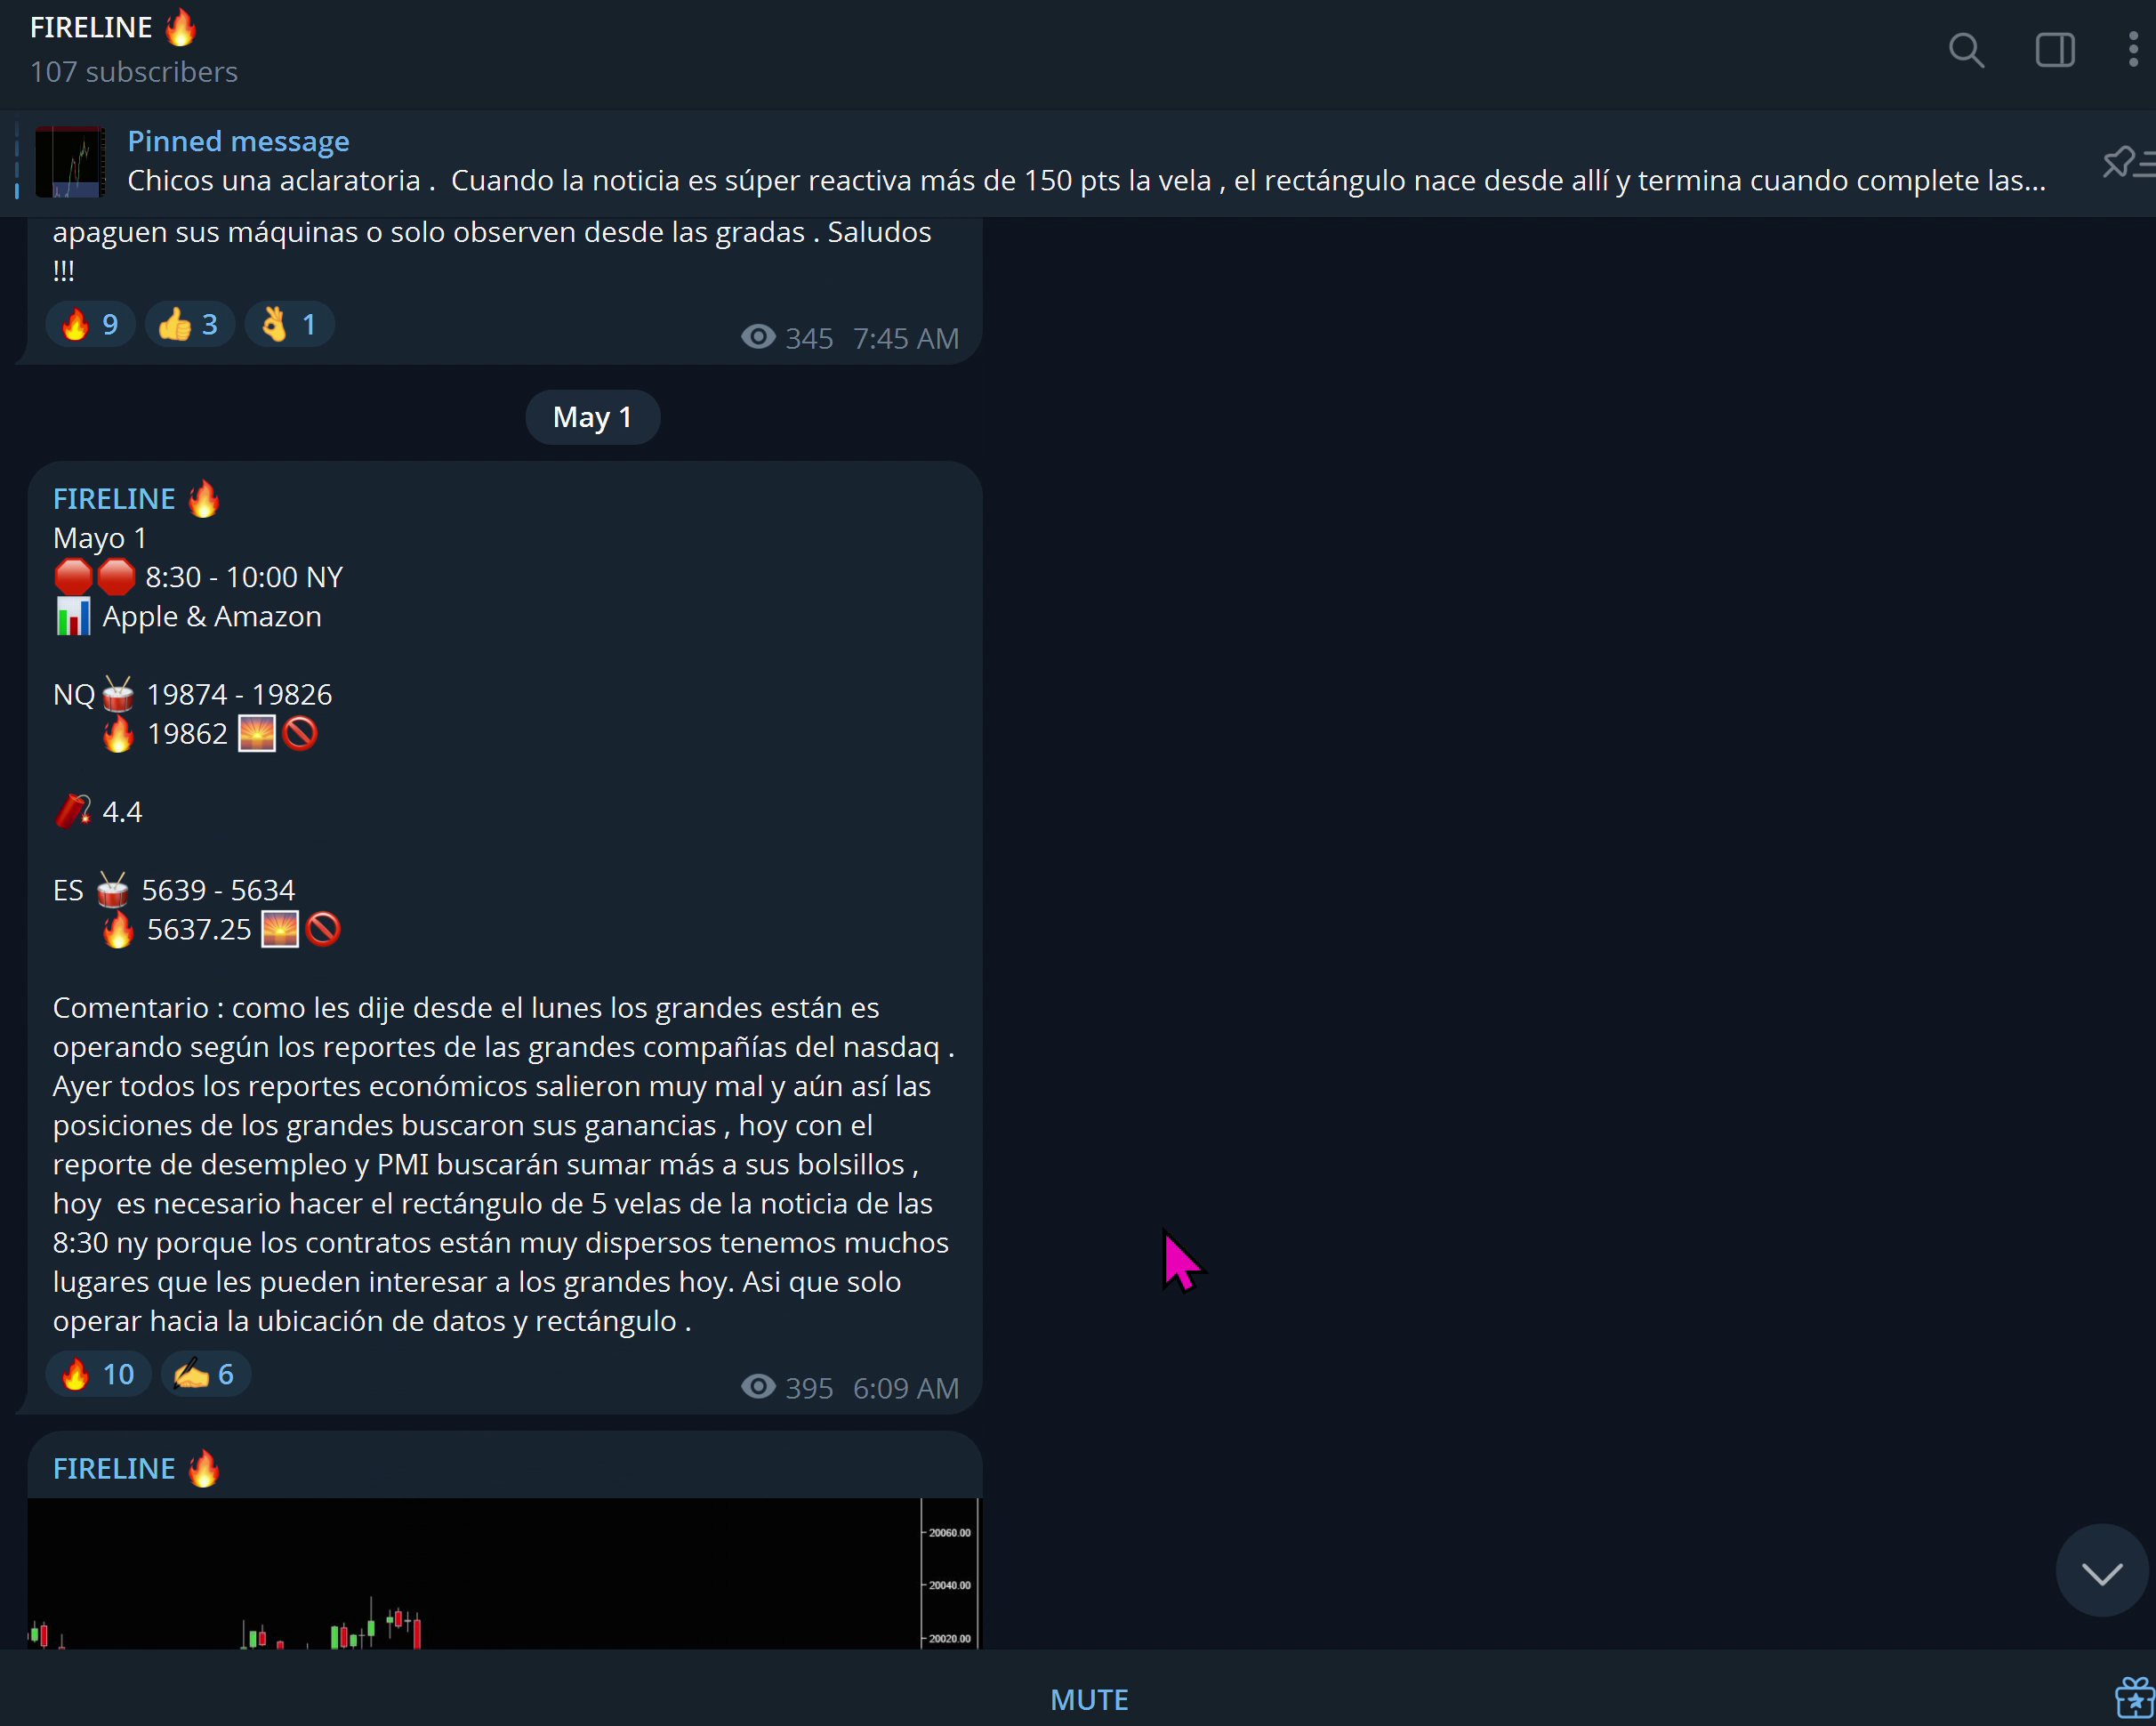 FIRELINE 🔥
107 subscribers
Pinned message
Chicos una aclaratoria .  Cuando la noticia es súper reactiva más de 150 pts la vela , el rectángulo nace desde allí y termina cuando complete las...
apaguen sus máquinas o solo observen desde las gradas . Saludos
!!!
🔥 9 👍 3 👌 1
345 7:45 AM
May 1
FIRELINE 🔥
Mayo 1
🛑🛑 8:30 - 10:00 NY
📊 Apple & Amazon
NQ🥁 19874 - 19826
🔥 19862 🌅🚫
🧨 4.4
ES 🥁 5639 - 5634
🔥 5637.25 🌅🚫
Comentario : como les dije desde el lunes los grandes están es
operando según los reportes de las grandes compañías del nasdaq .
Ayer todos los reportes económicos salieron muy mal y aún así las
posiciones de los grandes buscaron sus ganancias , hoy con el
reporte de desempleo y PMI buscarán sumar más a sus bolsillos ,
hoy  es necesario hacer el rectángulo de 5 velas de la noticia de las
8:30 ny porque los contratos están muy dispersos tenemos muchos
lugares que les pueden interesar a los grandes hoy. Asi que solo
operar hacia la ubicación de datos y rectángulo .
🔥 10 ✍ 6
395 6:09 AM
FIRELINE 🔥
20060.00
20040.00
20020.00
MUTE